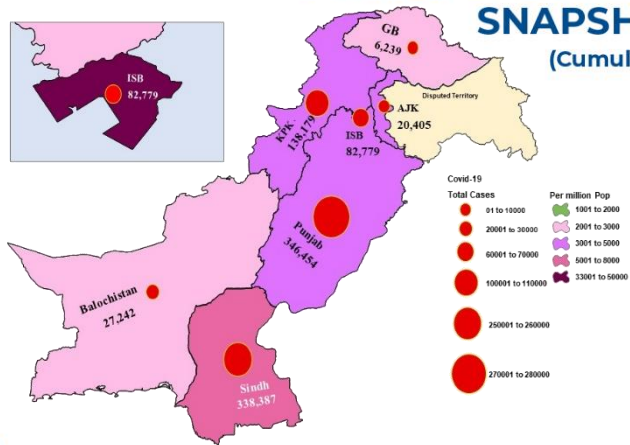 SNAPSH
(Cumul
ISB
82,779
GB
6,239
Disputed Territory
AJK
20,405
KPK
138,179
ISB
82,779
Punjab
346,454
Balochistan
27,242
Sindh
338,387
Covid-19
Total Cases
01 to 10000
20001 to 30000
60001 to 70000
100001 to 110000
250001 to 260000
270001 to 280000
Per million Pop
1001 to 2000
2001 to 3000
3001 to 5000
5001 to 8000
33001 to 50000